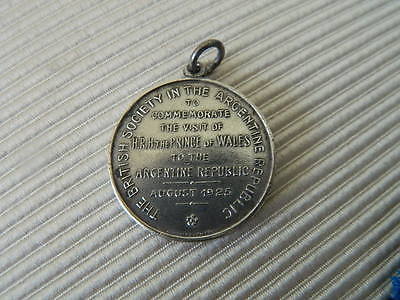 THE BRITISH SOCIETY IN THE ARGENTINE REPUBLIC
TO
COMMEMORATE
THE VISIT OF
H.R.H THE PRINCE OF WALES
TO THE
ARGENTINE REPUBLIC
AUGUST 1925